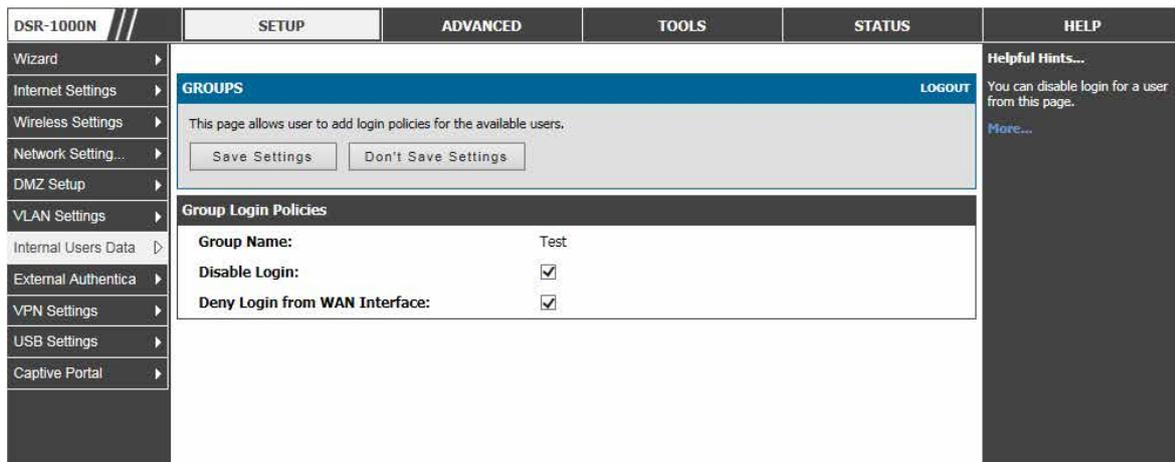 DSR-1000N
SETUP
ADVANCED
TOOLS
STATUS
HELP
Wizard
Internet Settings
Wireless Settings
Network Setting...
DMZ Setup
VLAN Settings
Internal Users Data
External Authentica
VPN Settings
USB Settings
Captive Portal
GROUPS
LOGOUT
This page allows user to add login policies for the available users.
Save Settings
Don't Save Settings
Group Login Policies
Group Name: Test
Disable Login:
Deny Login from WAN Interface:
Helpful Hints...
You can disable login for a user
from this page.
More...